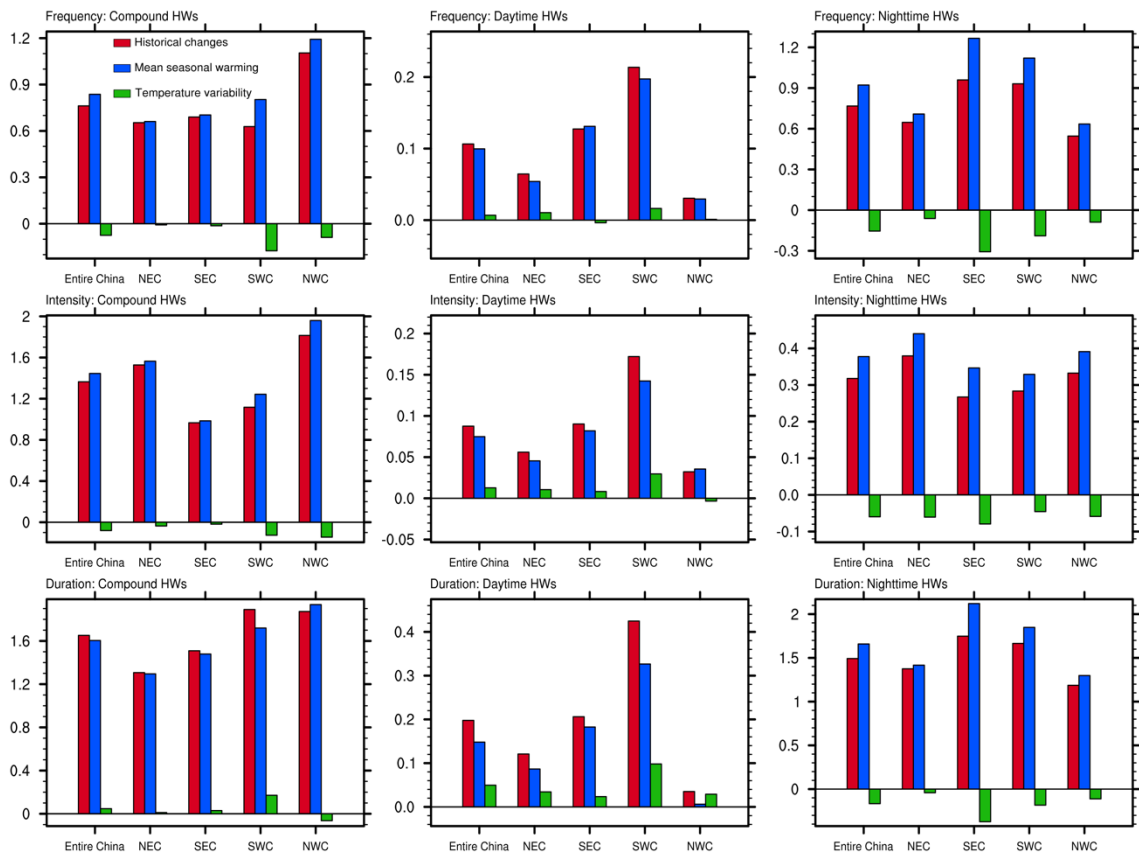 Frequency: Compound HWs
1.2
0.9
0.6
0.3
0
Historical changes
Mean seasonal warming
Temperature variability
Entire China NEC SEC SWC NWC
Frequency: Daytime HWs
0.2
0.1
0.0
Entire China NEC SEC SWC NWC
Frequency: Nighttime HWs
1.2
0.9
0.6
0.3
0
-0.3
Entire China NEC SEC SWC NWC
Intensity: Compound HWs
2
1.6
1.2
0.8
0.4
0
Entire China NEC SEC SWC NWC
Intensity: Daytime HWs
0.2
0.15
0.1
0.05
0.0
-0.05
Entire China NEC SEC SWC NWC
Intensity: Nighttime HWs
0.4
0.3
0.2
0.1
0.0
-0.1
Entire China NEC SEC SWC NWC
Duration: Compound HWs
1.6
1.2
0.8
0.4
0
Entire China NEC SEC SWC NWC
Duration: Daytime HWs
0.4
0.3
0.2
0.1
0.0
Entire China NEC SEC SWC NWC
Duration: Nighttime HWs
2
1.5
1
0.5
0
Entire China NEC SEC SWC NWC